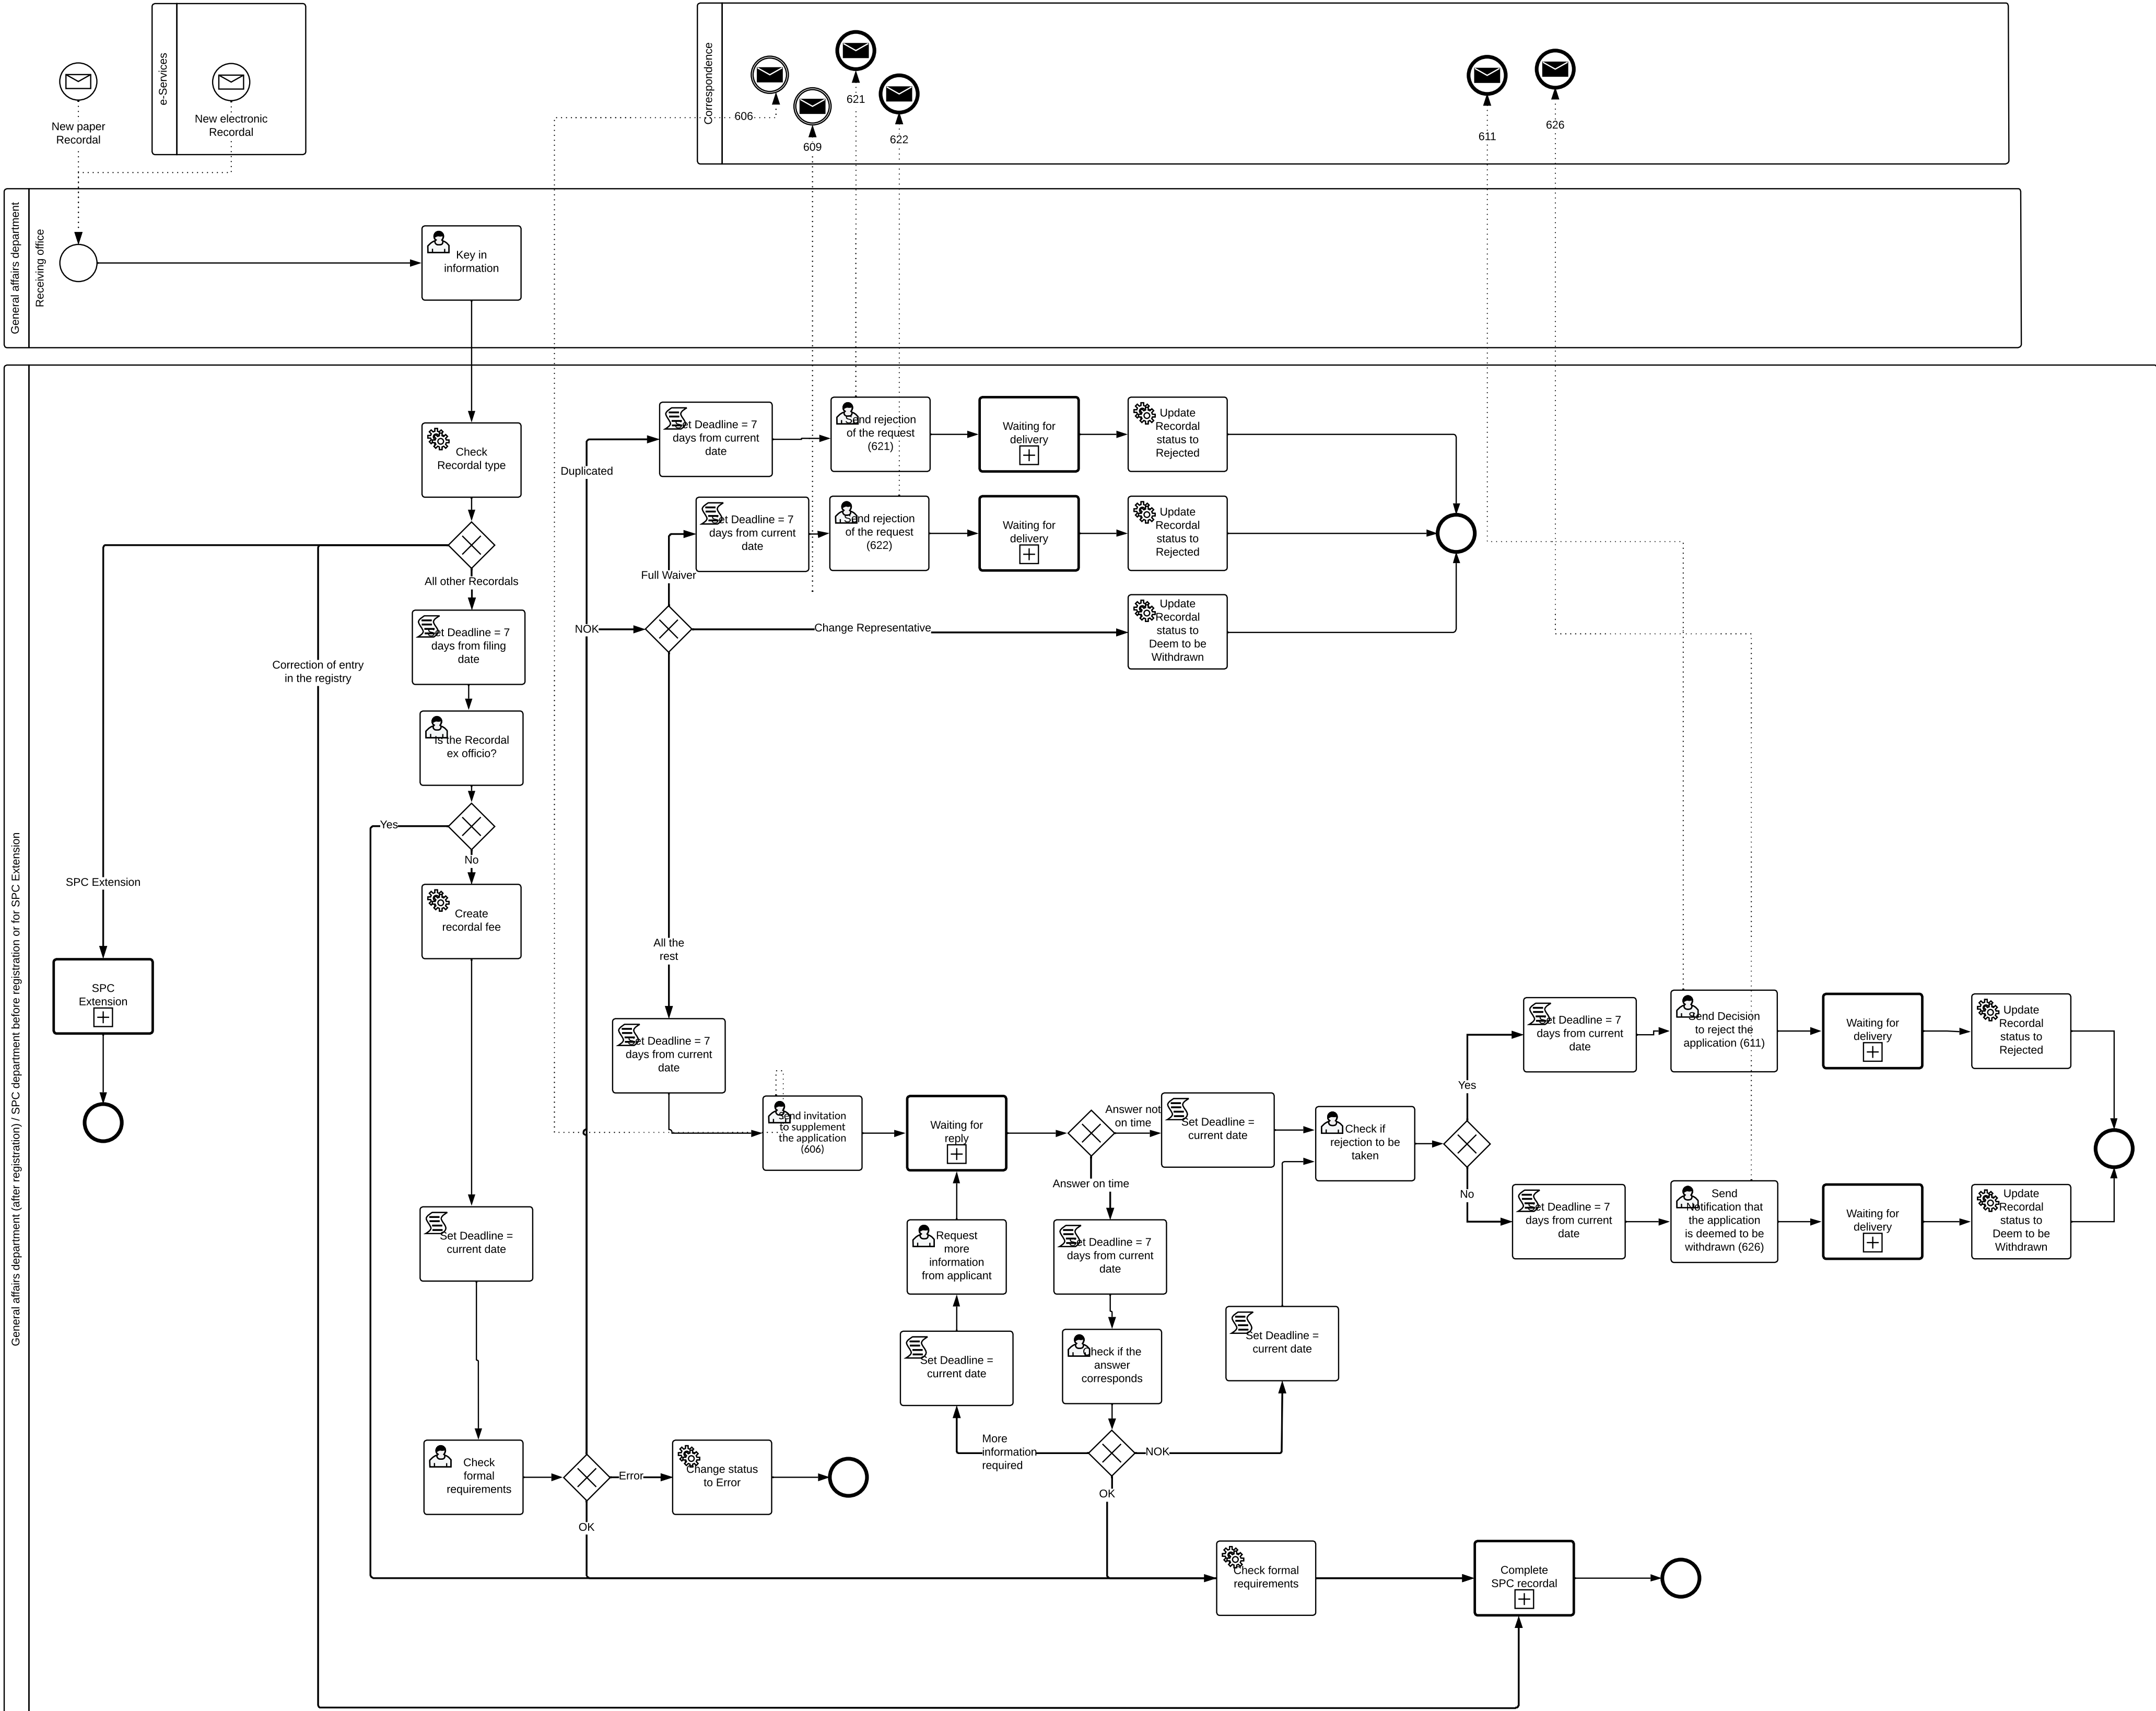 e-Services
New paper
Recordal
New electronic
Recordal
Correspondence
606
609
621
622
611
626
General affairs department
Receiving office
Key in
information
General affairs department (after registration) / SPC department before registration or for SPC Extension
Check
Recordal type
All other Recordals
SPC Extension
Correction of entry
in the registry
Set Deadline = 7
days from filing
date
Is the Recordal
ex officio?
Yes
No
Create
recordal fee
SPC
Extension
Set Deadline =
current date
Check
formal
requirements
Error
Change status
to Error
OK
NOK
Duplicated
Set Deadline = 7
days from current
date
Send rejection
of the request
(621)
Waiting for
delivery
Update
Recordal
status to
Rejected
Full Waiver
Set Deadline = 7
days from current
date
Send rejection
of the request
(622)
Waiting for
delivery
Update
Recordal
status to
Rejected
Change Representative
Update
Recordal
status to
Deem to be
Withdrawn
All the
rest
Set Deadline = 7
days from current
date
Send invitation
to supplement
the application
(606)
Waiting for
reply
Answer not
on time
Set Deadline =
current date
Check if
rejection to be
taken
Answer on time
Set Deadline = 7
days from current
date
Check if the
answer
corresponds
More
information
required
Set Deadline =
current date
Request
more
information
from applicant
NOK
Set Deadline =
current date
OK
Yes
Set Deadline = 7
days from current
date
Send Decision
to reject the
application (611)
Waiting for
delivery
Update
Recordal
status to
Rejected
No
Set Deadline = 7
days from current
date
Send
Notification that
the application
is deemed to be
withdrawn (626)
Waiting for
delivery
Update
Recordal
status to
Deem to be
Withdrawn
Check formal
requirements
Complete
SPC recordal